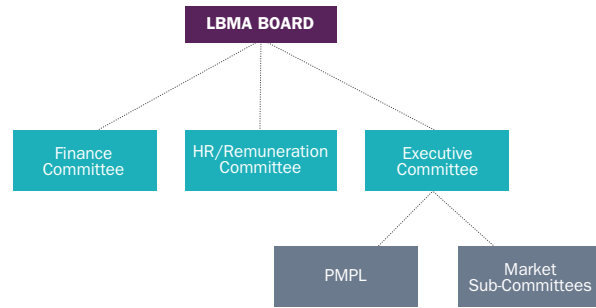 LBMA BOARD
Finance
Committee
HR/Remuneration
Committee
Executive
Committee
PMPL
Market
Sub-Committees